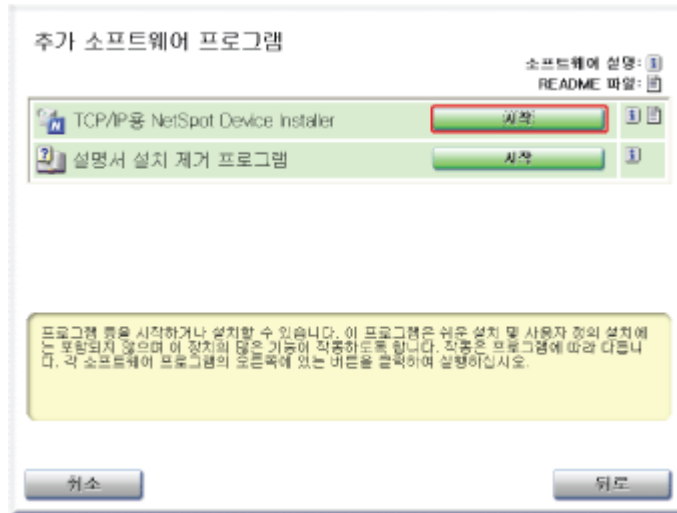 추가 소프트웨어 프로그램
소프트웨어 설명:
README 파일:
TCP/IP용 NetSpot Device Installer
시작
설명서 설치 제거 프로그램
시작
프로그램 등을 시작하거나 설치할 수 있습니다. 이 프로그램은 쉬운 설치 및 사용자 정의 설치에
는 포함되지 않으며 이 장치의 많은 기능이 작동하도록 합니다. 작동은 프로그램에 따라 다릅니
다. 각 소프트웨어 프로그램의 오른쪽에 있는 버튼을 클릭하여 실행하십시오.
취소
뒤로